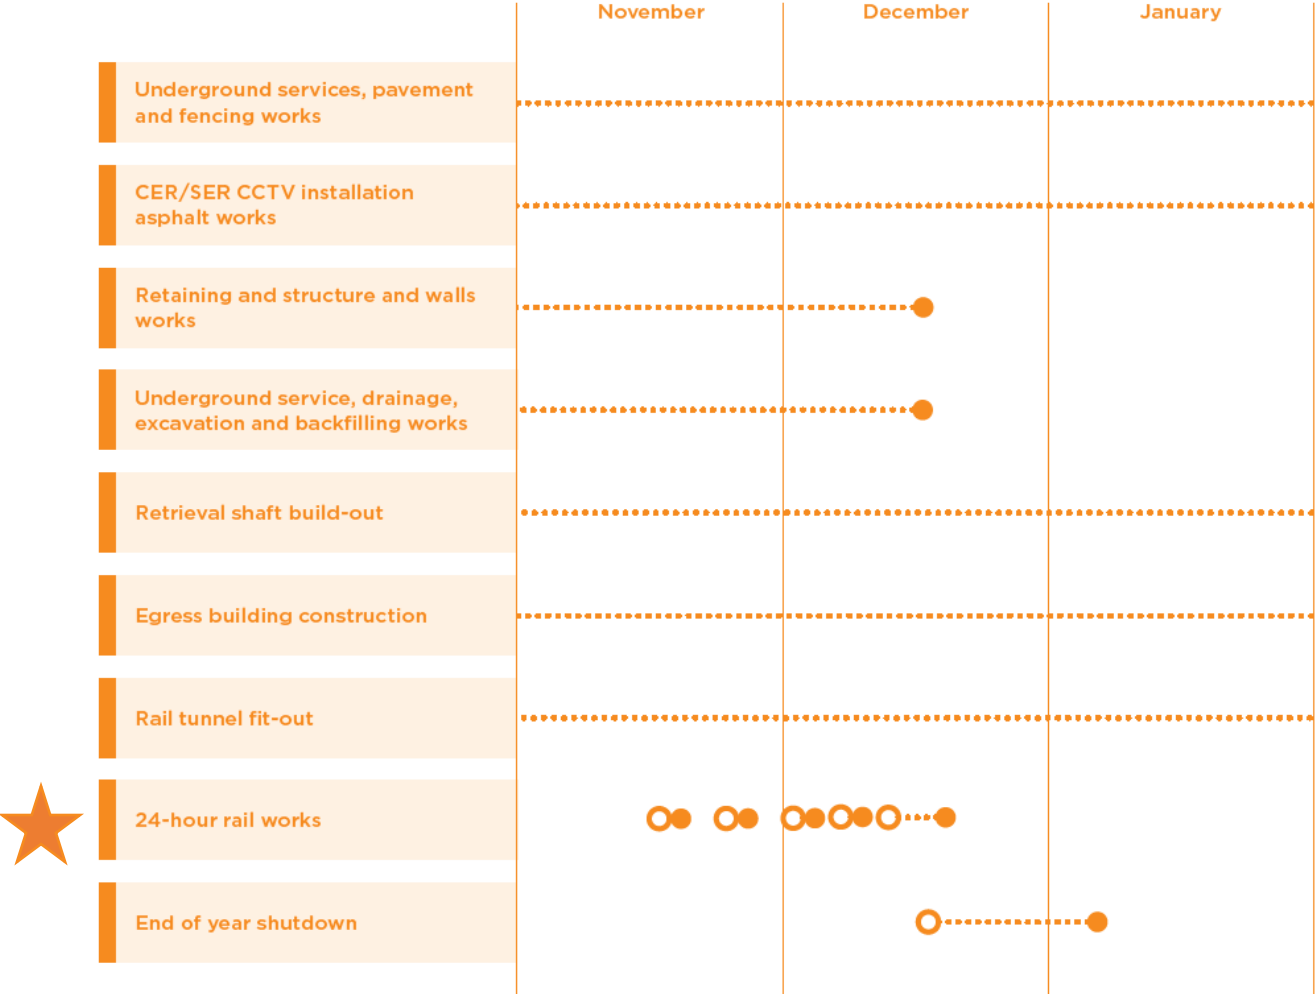 November December January
Underground services, pavement
and fencing works
CER/SER CCTV installation
asphalt works
Retaining and structure and walls
works
Underground service, drainage,
excavation and backfilling works
Retrieval shaft build-out
Egress building construction
Rail tunnel fit-out
24-hour rail works
End of year shutdown